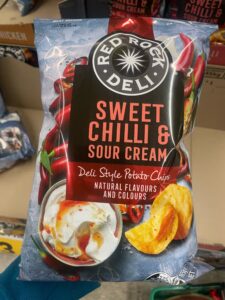 RED ROCK
DELI
SWEET
CHILLI &
SOUR CREAM
Deli Style Potato Chips
NATURAL FLAVOURS
AND COLOURS